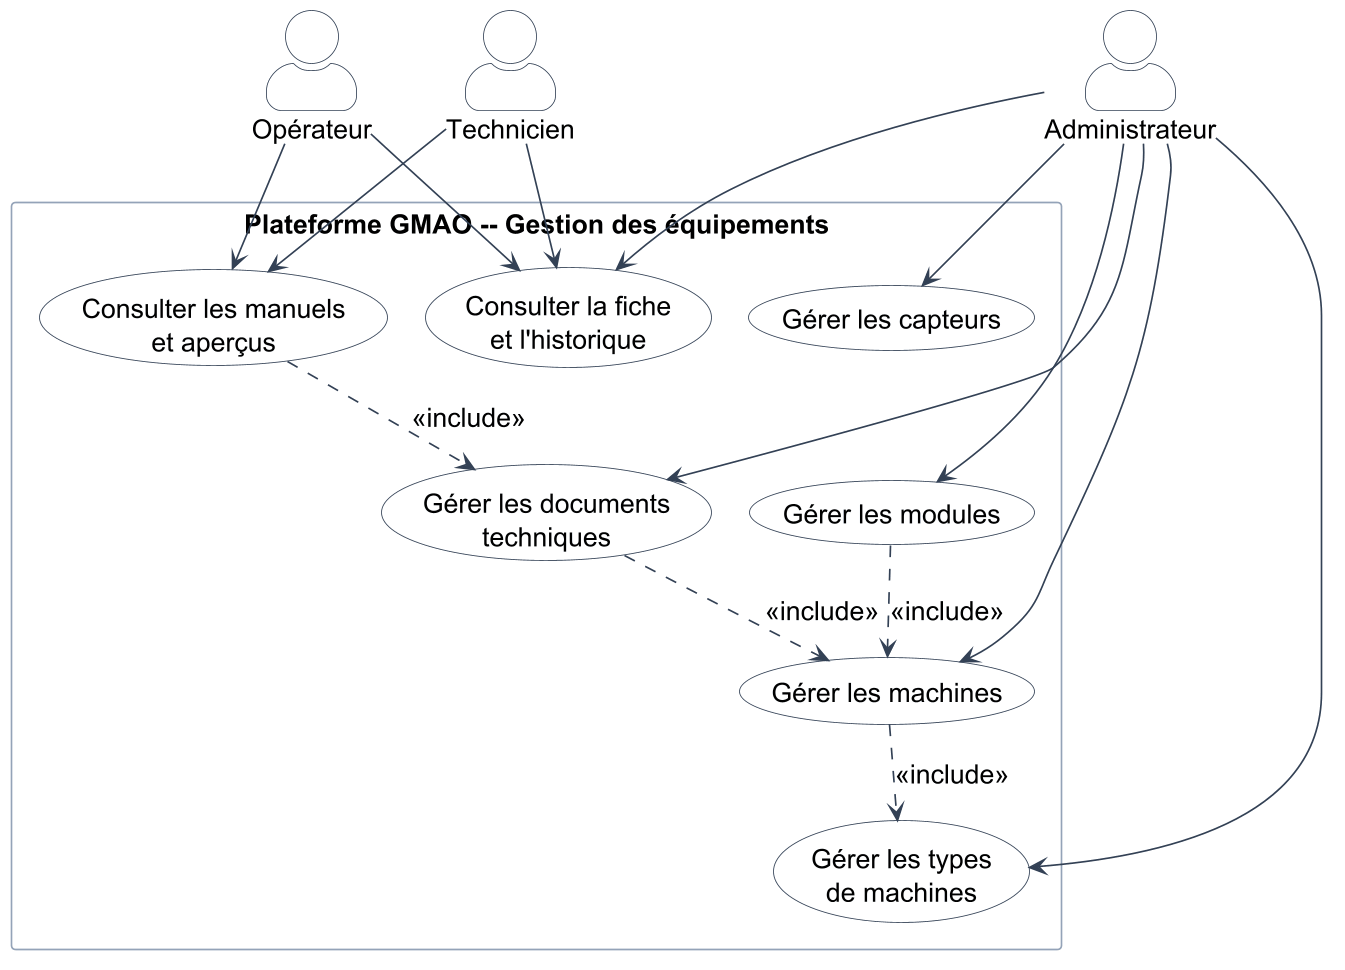 Opérateur
Technicien
Administrateur
Plateforme GMAO -- Gestion des équipements
Consulter les manuels
et aperçus
Consulter la fiche
et l'historique
Gérer les capteurs
«include»
Gérer les documents
techniques
Gérer les modules
«include»
«include»
Gérer les machines
«include»
Gérer les types
de machines